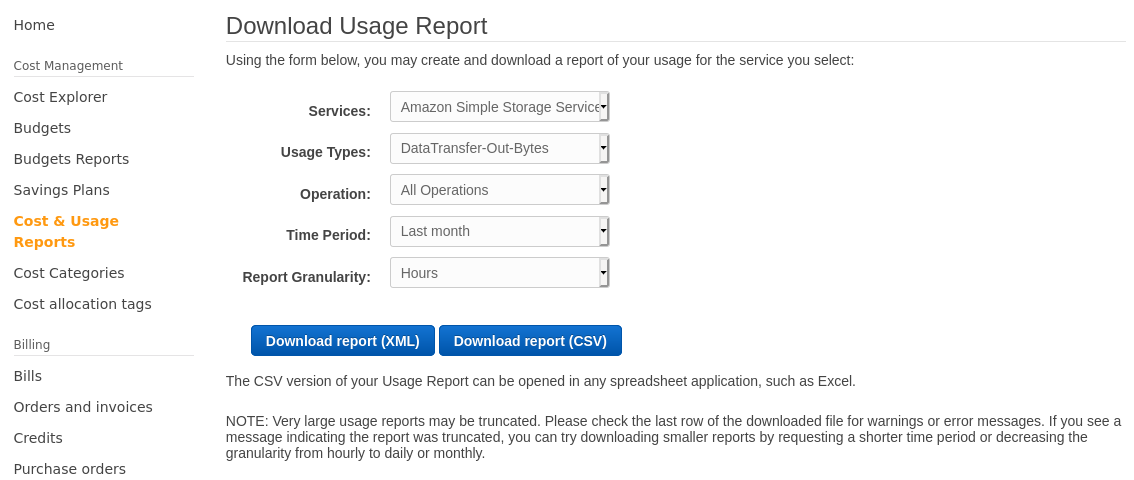 Home
Cost Management
Cost Explorer
Budgets
Budgets Reports
Savings Plans
Cost & Usage
Reports
Cost Categories
Cost allocation tags
Billing
Bills
Orders and invoices
Credits
Purchase orders
Download Usage Report
Using the form below, you may create and download a report of your usage for the service you select:
Services: Amazon Simple Storage Service
Usage Types: DataTransfer-Out-Bytes
Operation: All Operations
Time Period: Last month
Report Granularity: Hours
Download report (XML) Download report (CSV)
The CSV version of your Usage Report can be opened in any spreadsheet application, such as Excel.
NOTE: Very large usage reports may be truncated. Please check the last row of the downloaded file for warnings or error messages. If you see a
message indicating the report was truncated, you can try downloading smaller reports by requesting a shorter time period or decreasing the
granularity from hourly to daily or monthly.